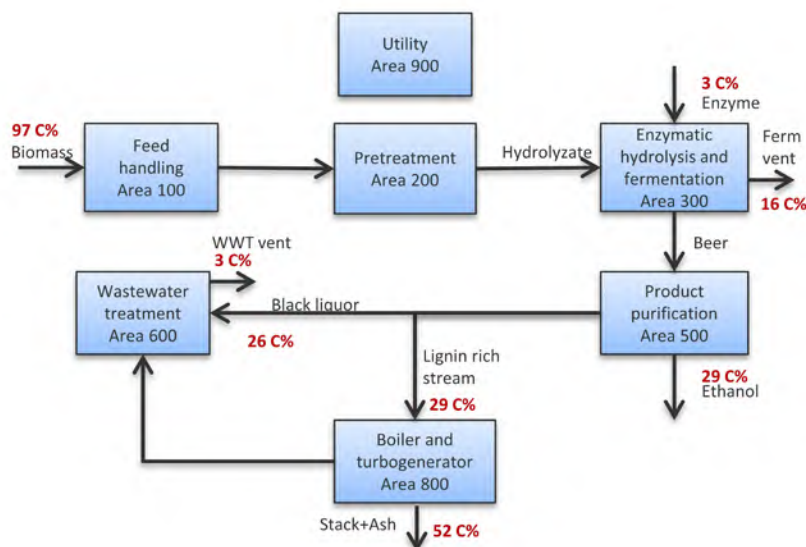 Utility
Area 900
3 C%
Enzyme
97 C%
Biomass
Feed
handling
Area 100
Pretreatment
Area 200
Hydrolyzate
Enzymatic
hydrolysis and
fermentation
Area 300
Ferm
vent
16 C%
Beer
WWT vent
3 C%
Wastewater
treatment
Area 600
Black liquor
26 C%
Product
purification
Area 500
Lignin rich
stream
29 C%
29 C%
Ethanol
Boiler and
turbogenerator
Area 800
Stack+Ash
52 C%